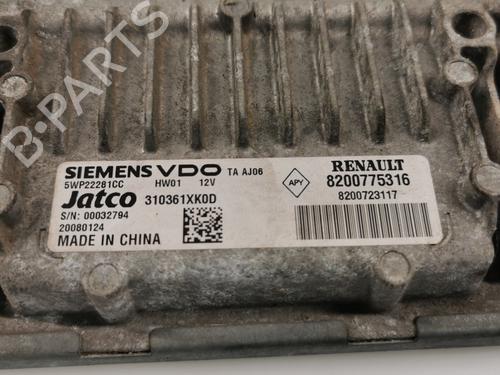 B-PARTS
SIEMENS VDO TA AJ06
5WP22281CC HW01 12V
Jatco 310361XK0D
S/N: 00032794
20080124
MADE IN CHINA
RENAULT
APY 8200775316
8200723117